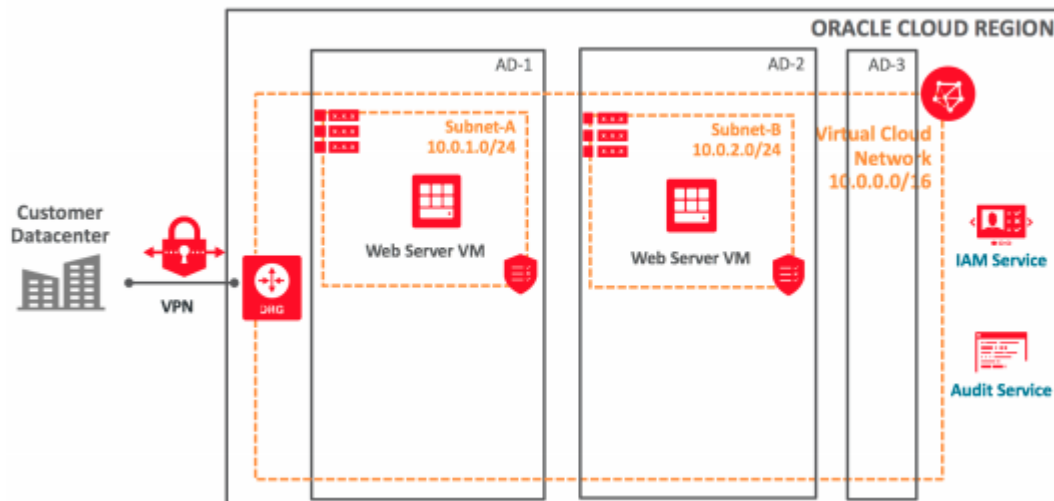 ORACLE CLOUD REGION
AD-1
AD-2
AD-3
Subnet-A
10.0.1.0/24
Subnet-B
10.0.2.0/24
Virtual Cloud
Network
10.0.0.0/16
Customer
Datacenter
VPN
DRG
Web Server VM
Web Server VM
IAM Service
Audit Service